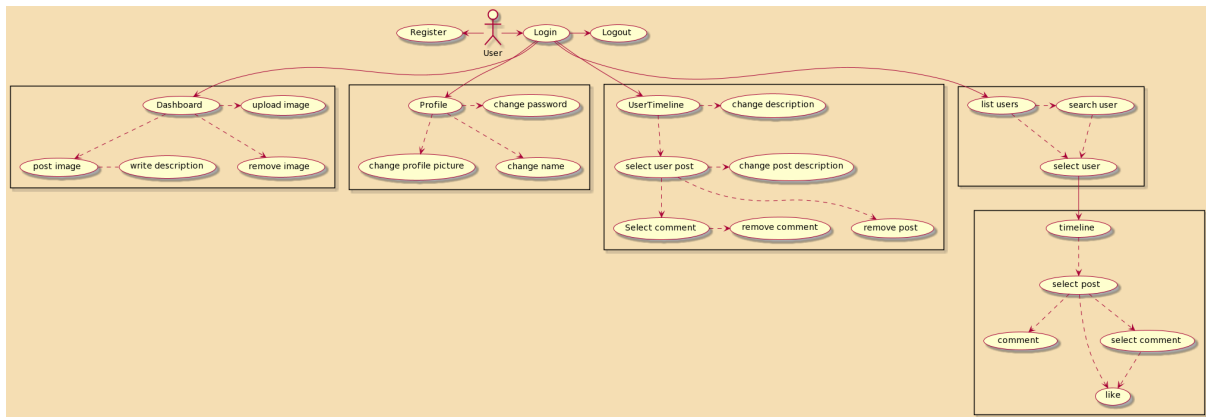 Register
User
Login
Logout
Dashboard
upload image
post image
write description
remove image
Profile
change password
change profile picture
change name
UserTimeline
change description
select user post
change post description
Select comment
remove comment
remove post
list users
search user
select user
timeline
select post
comment
select comment
like